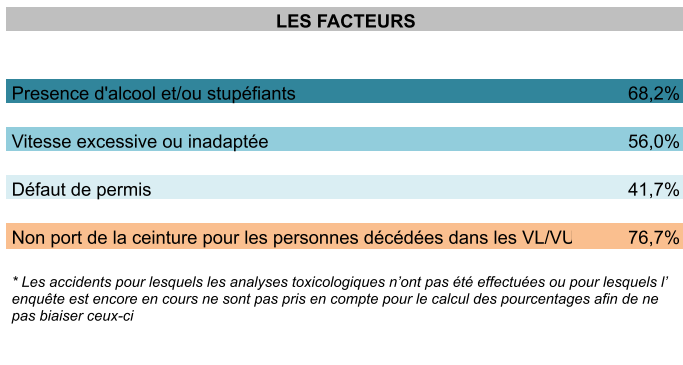 LES FACTEURS
Presence d'alcool et/ou stupéfiants 68,2%
Vitesse excessive ou inadaptée 56,0%
Défaut de permis 41,7%
Non port de la ceinture pour les personnes décédées dans les VL/VU 76,7%
* Les accidents pour lesquels les analyses toxicologiques n’ont pas été effectuées ou pour lesquels l’
enquête est encore en cours ne sont pas pris en compte pour le calcul des pourcentages afin de ne
pas biaiser ceux-ci